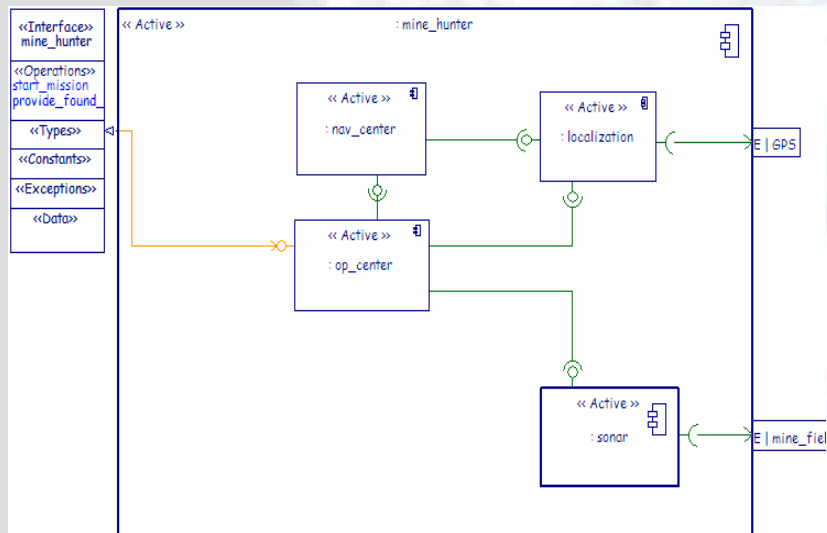 «Interface»
mine_hunter
«Operations»
start_mission
provide_found_
«Types»
«Constants»
«Exceptions»
«Data»
« Active »
: mine_hunter
« Active »
: nav_center
« Active »
: localization
E | GPS
« Active »
: op_center
« Active »
: sonar
E | mine_fiel